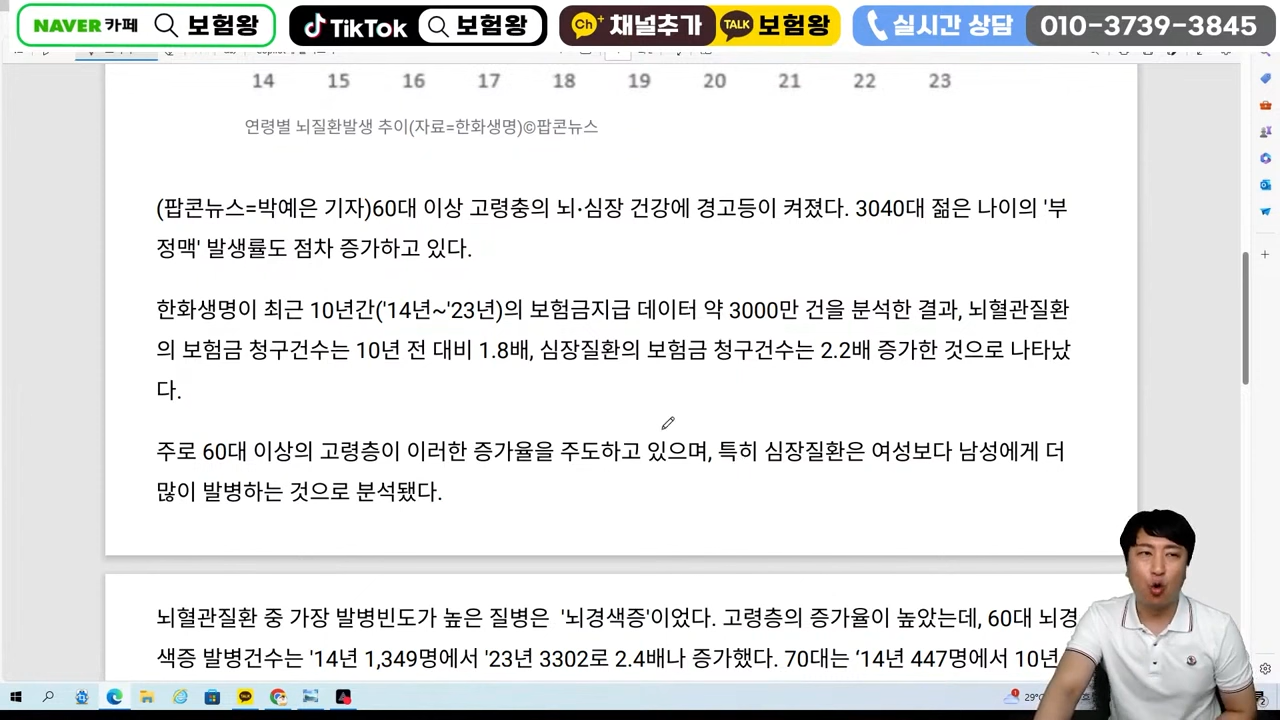 NAVER 카페 보험왕
TikTok 보험왕
Ch+ 채널추가 TALK 보험왕
실시간 상담 010-3739-3845
14 15 16 17 18 19 20 21 22 23
연령별 뇌질환발생 추이(자료=한화생명)©팝콘뉴스
(팝콘뉴스=박예은 기자)60대 이상 고령충의 뇌·심장 건강에 경고등이 켜졌다. 3040대 젊은 나이의 '부
정맥' 발생률도 점차 증가하고 있다.
한화생명이 최근 10년간('14년~'23년)의 보험금지급 데이터 약 3000만 건을 분석한 결과, 뇌혈관질환
의 보험금 청구건수는 10년 전 대비 1.8배, 심장질환의 보험금 청구건수는 2.2배 증가한 것으로 나타났
다.
주로 60대 이상의 고령층이 이러한 증가율을 주도하고 있으며, 특히 심장질환은 여성보다 남성에게 더
많이 발병하는 것으로 분석됐다.
뇌혈관질환 중 가장 발병빈도가 높은 질병은 '뇌경색증'이었다. 고령층의 증가율이 높았는데, 60대 뇌경
색증 발병건수는 '14년 1,349명에서 '23년 3302로 2.4배나 증가했다. 70대는 ‘14년 447명에서 10년
29°C